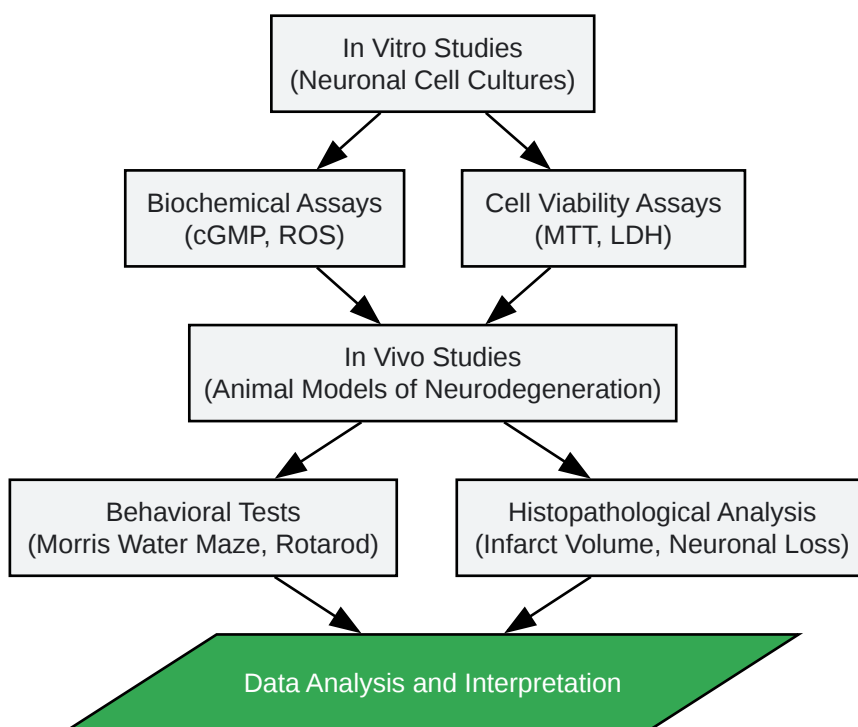 In Vitro Studies
(Neuronal Cell Cultures)
Biochemical Assays
(cGMP, ROS)
Cell Viability Assays
(MTT, LDH)
In Vivo Studies
(Animal Models of Neurodegeneration)
Behavioral Tests
(Morris Water Maze, Rotarod)
Histopathological Analysis
(Infarct Volume, Neuronal Loss)
Data Analysis and Interpretation